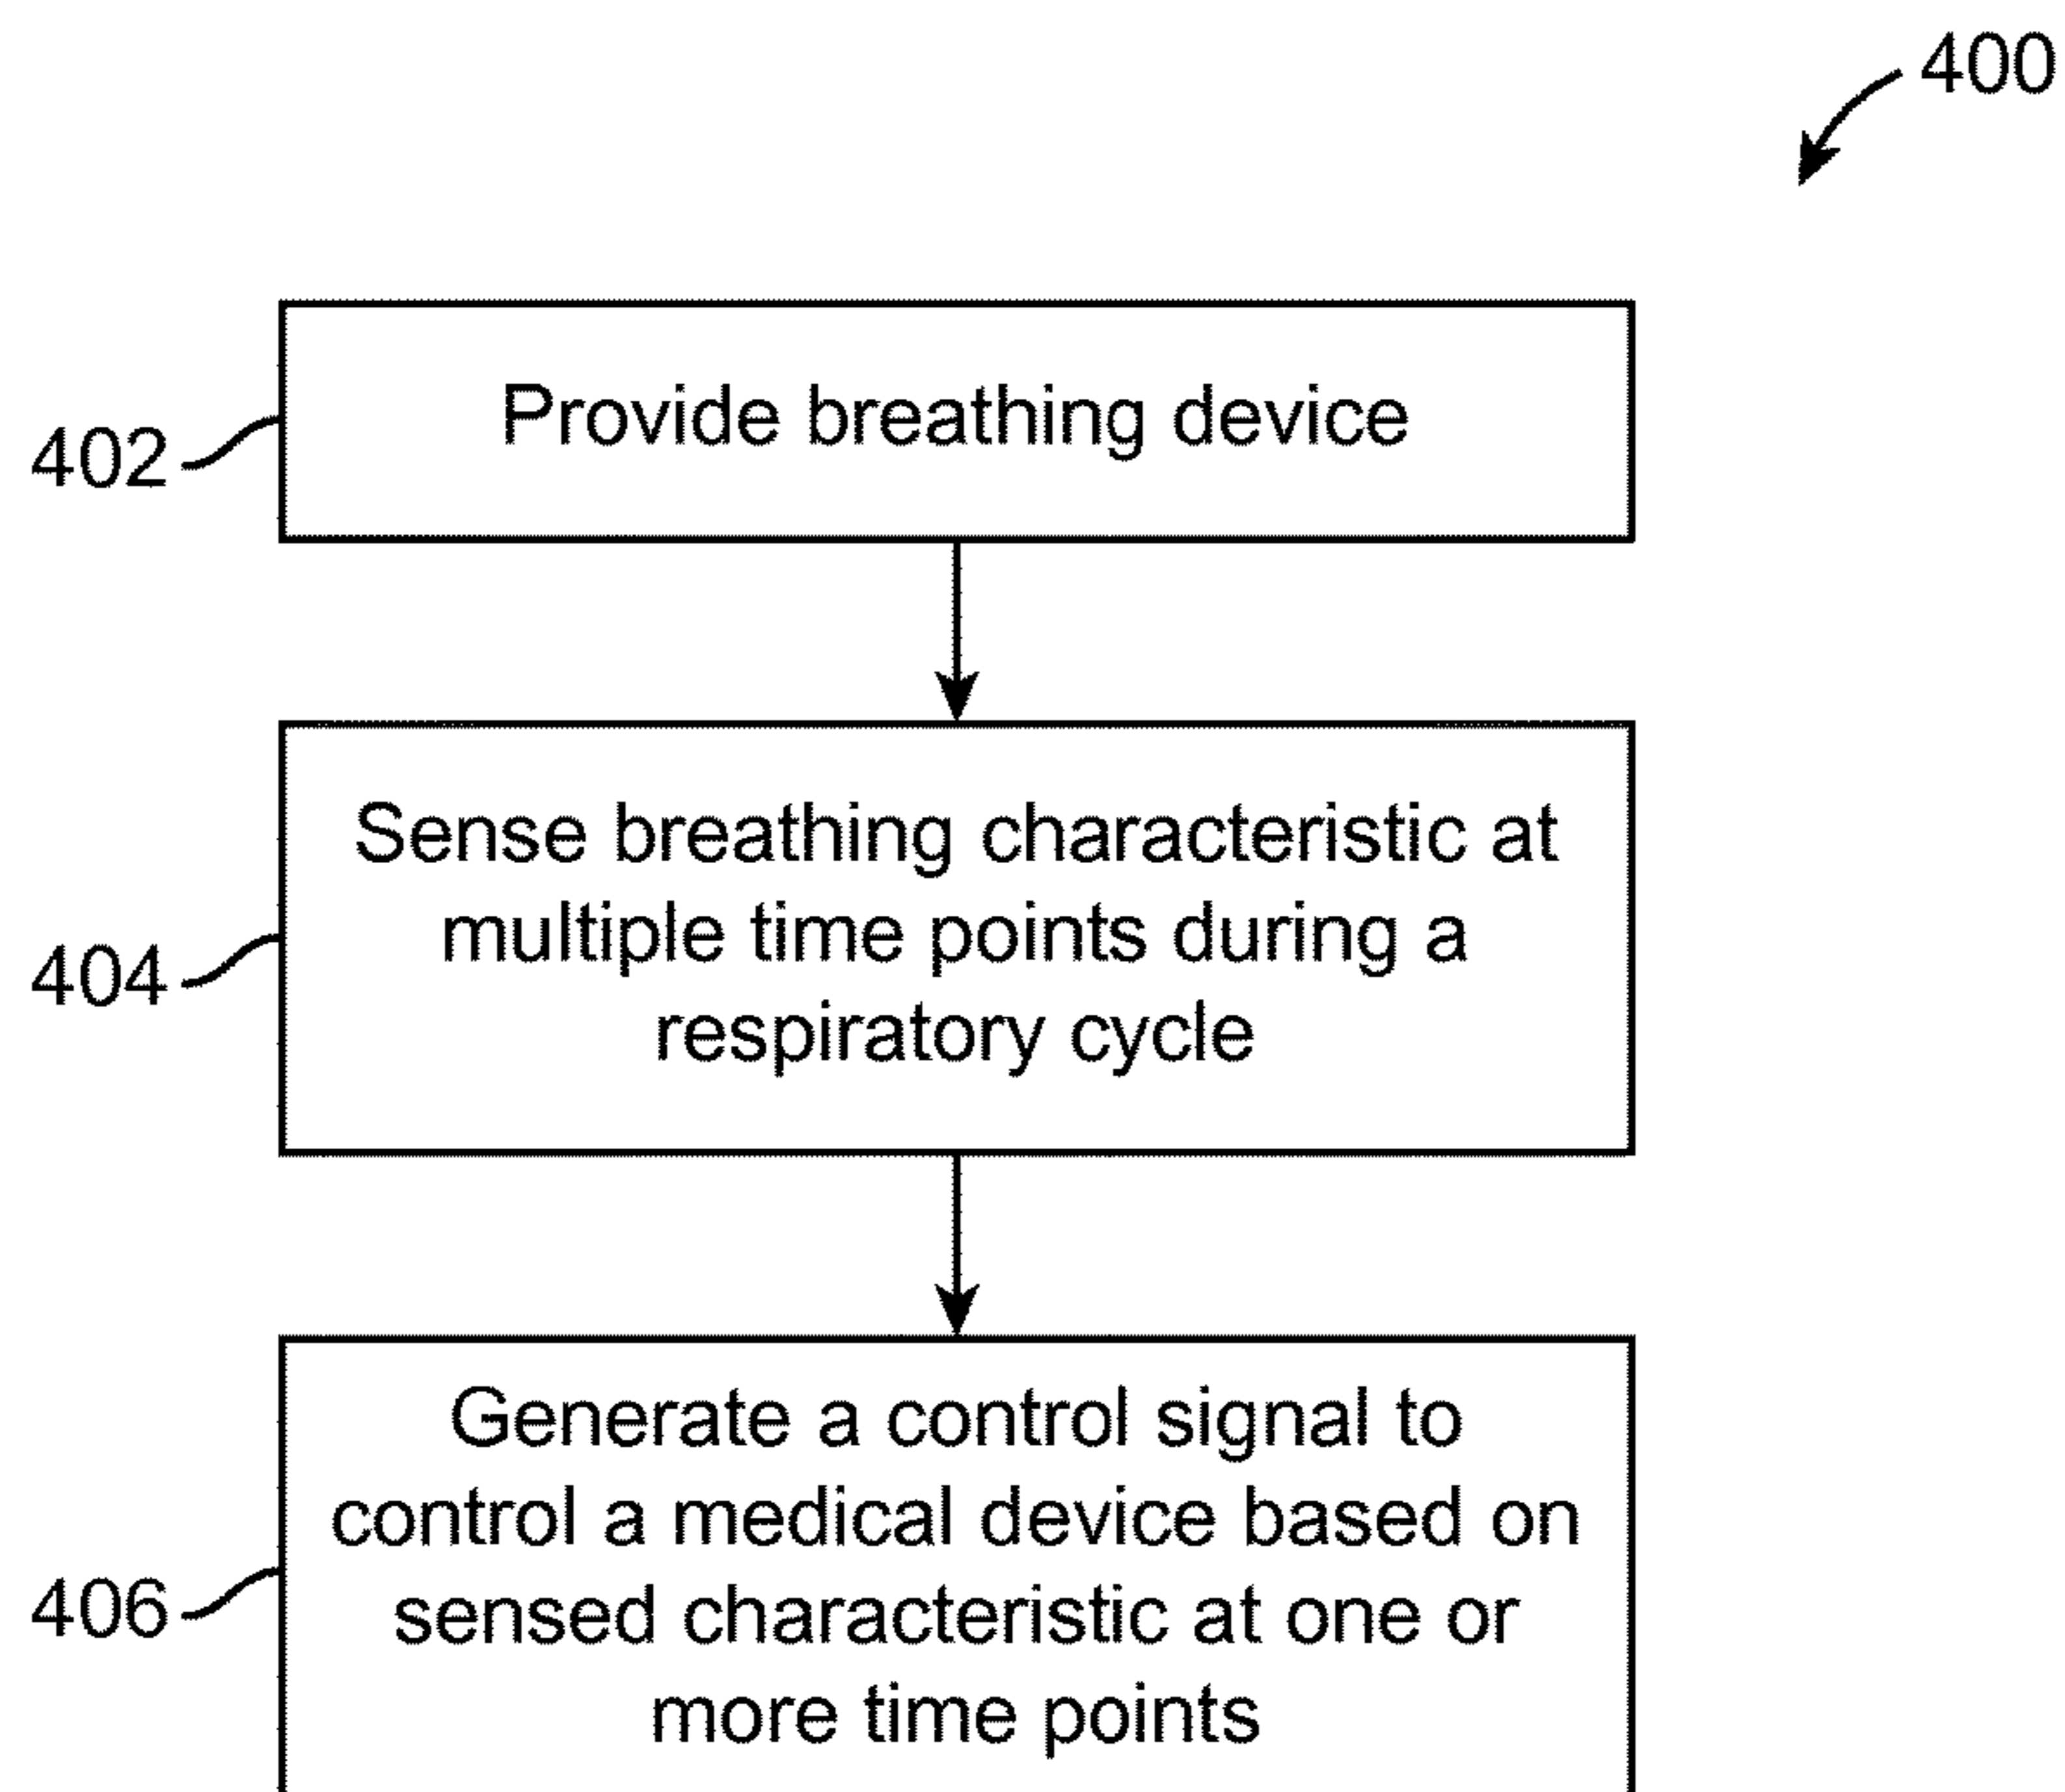 400
402
Provide breathing device
404
Sense breathing characteristic at
multiple time points during a
respiratory cycle
406
Generate a control signal to
control a medical device based on
sensed characteristic at one or
more time points